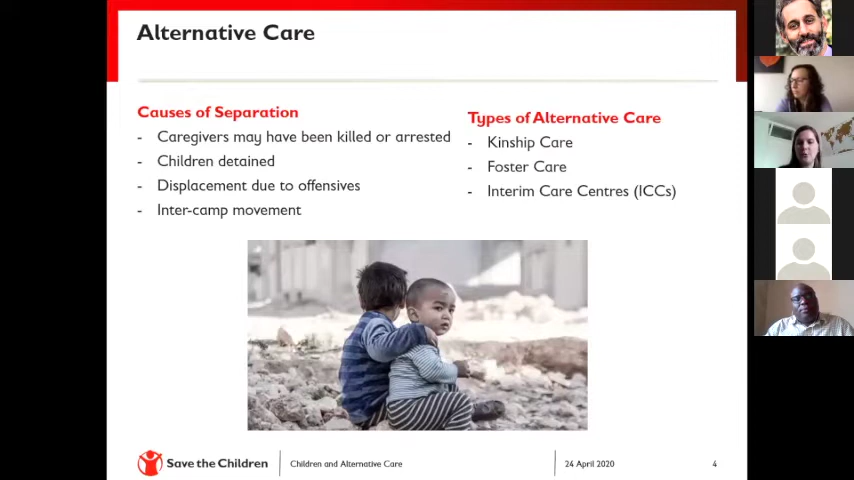 Alternative Care
Causes of Separation
- Caregivers may have been killed or arrested
- Children detained
- Displacement due to offensives
- Inter-camp movement
Types of Alternative Care
- Kinship Care
- Foster Care
- Interim Care Centres (ICCs)
Save the Children
Children and Alternative Care
24 April 2020
4